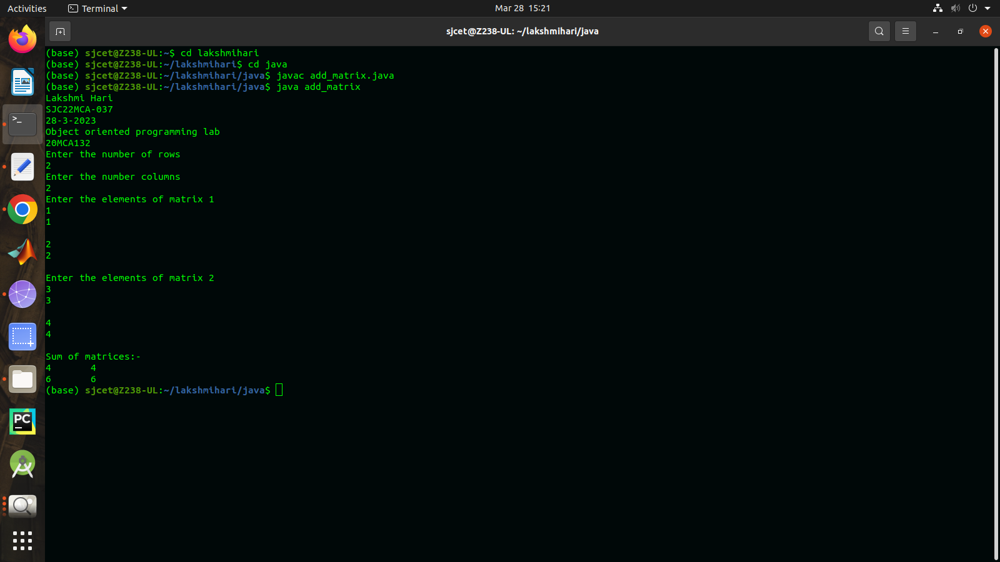 Activities
Terminal
Mar 28 15:21
sjcet@Z238-UL: ~/lakshmihari/java
(base) sjcet@Z238-UL:~$ cd lakshmihari
(base) sjcet@Z238-UL:~/lakshmihari$ cd java
(base) sjcet@Z238-UL:~/lakshmihari/java$ javac add_matrix.java
(base) sjcet@Z238-UL:~/lakshmihari/java$ java add_matrix
Lakshmi Hari
SJC22MCA-037
28-3-2023
Object oriented programming lab
20MCA132
Enter the number of rows
2
Enter the number columns
2
Enter the elements of matrix 1
1
1
2
2
Enter the elements of matrix 2
3
3
4
4
Sum of matrices:-
4 4
6 6
(base) sjcet@Z238-UL:~/lakshmihari/java$
>_
PC